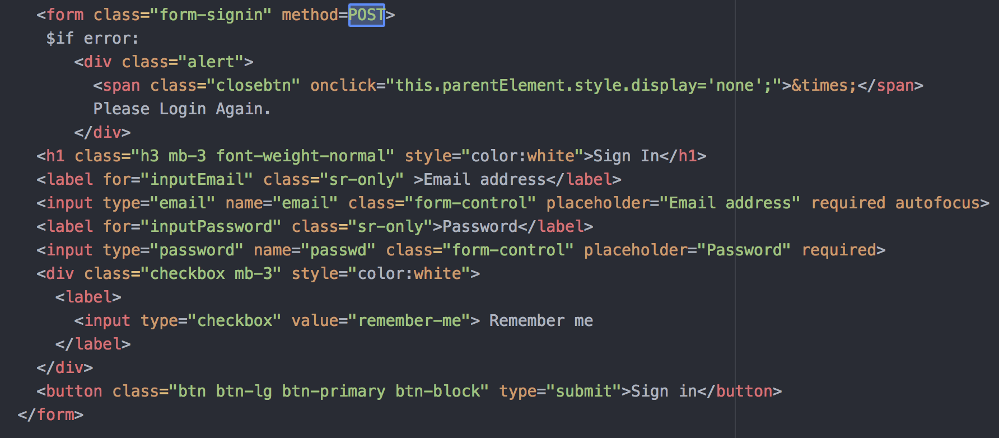 <form class="form-signin" method=POST>
$if error:
<div class="alert">
<span class="closebtn" onclick="this.parentElement.style.display='none';">&times;</span>
Please Login Again.
</div>
<h1 class="h3 mb-3 font-weight-normal" style="color:white">Sign In</h1>
<label for="inputEmail" class="sr-only" >Email address</label>
<input type="email" name="email" class="form-control" placeholder="Email address" required autofocus>
<label for="inputPassword" class="sr-only">Password</label>
<input type="password" name="passwd" class="form-control" placeholder="Password" required>
<div class="checkbox mb-3" style="color:white">
<label>
<input type="checkbox" value="remember-me"> Remember me
</label>
</div>
<button class="btn btn-lg btn-primary btn-block" type="submit">Sign in</button>
</form>